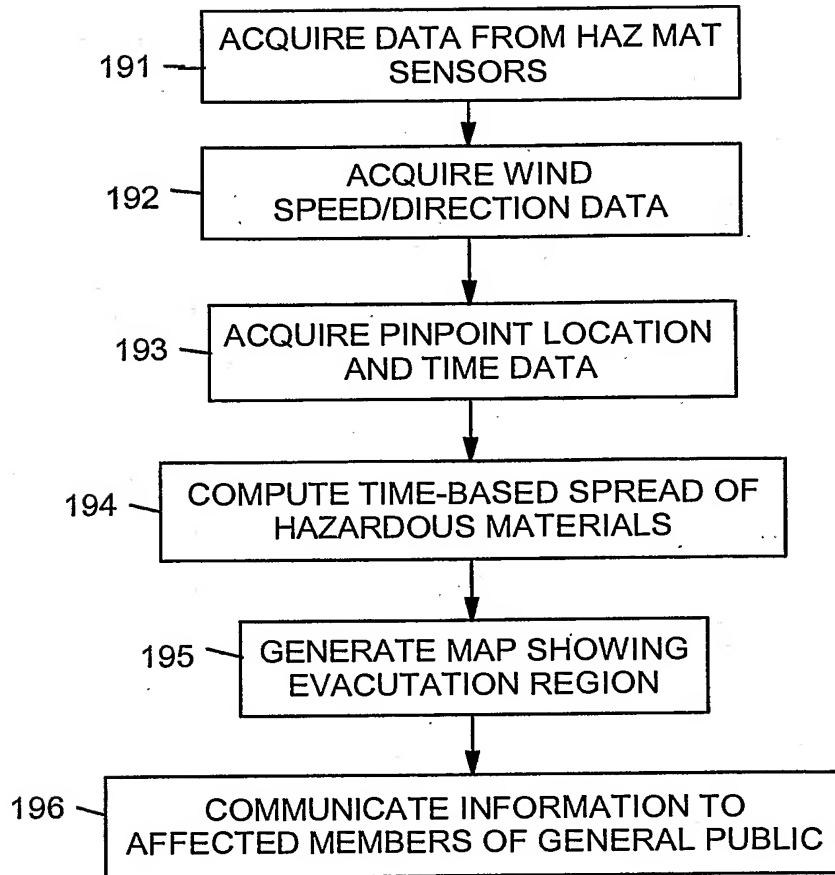 191
ACQUIRE DATA FROM HAZ MAT
SENSORS
192
ACQUIRE WIND
SPEED/DIRECTION DATA
193
ACQUIRE PINPOINT LOCATION
AND TIME DATA
194
COMPUTE TIME-BASED SPREAD OF
HAZARDOUS MATERIALS
195
GENERATE MAP SHOWING
EVACUTATION REGION
196
COMMUNICATE INFORMATION TO
AFFECTED MEMBERS OF GENERAL PUBLIC